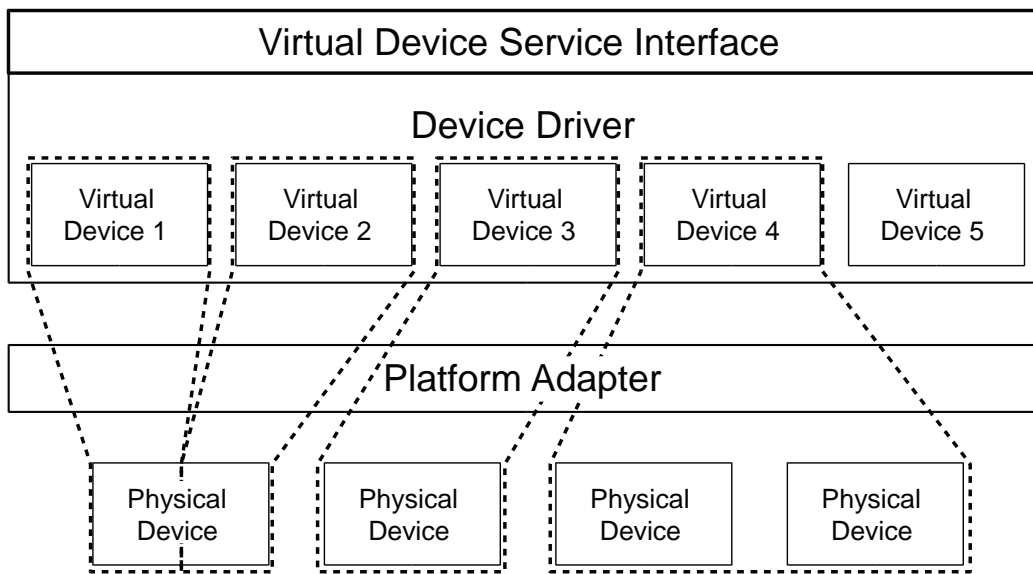 Virtual Device Service Interface
Device Driver
Virtual
Device 1
Virtual
Device 2
Virtual
Device 3
Virtual
Device 4
Virtual
Device 5
Platform Adapter
Physical
Device
Physical
Device
Physical
Device
Physical
Device